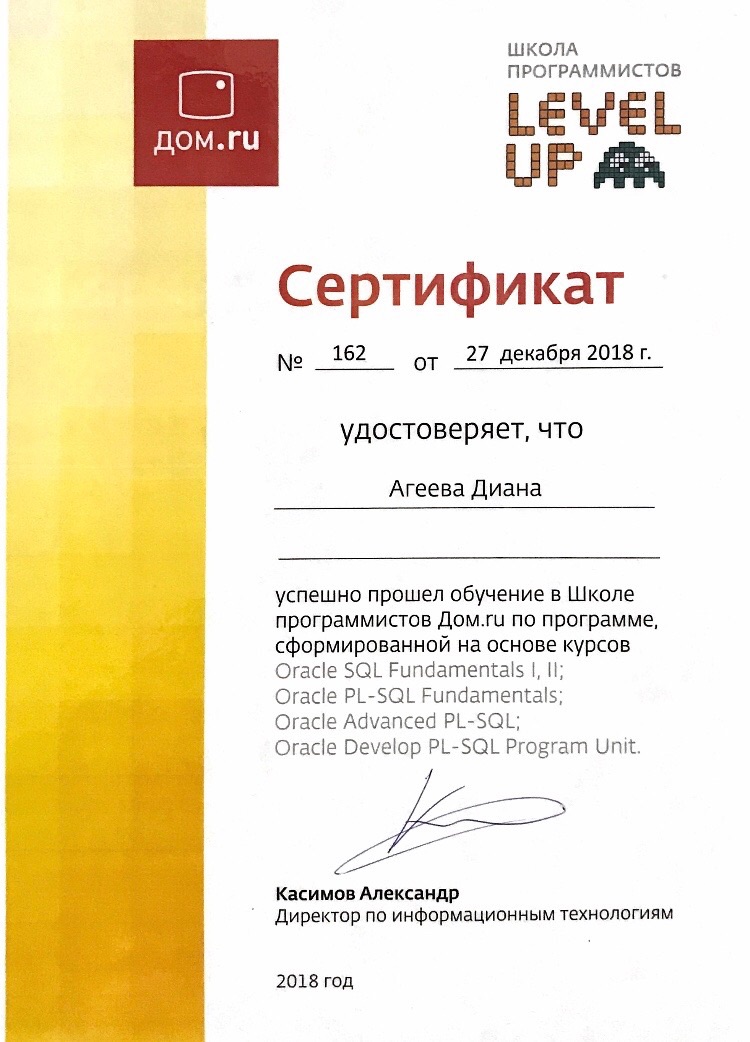 дом.ru
ШКОЛА
ПРОГРАММИСТОВ
LEVEL
UP
Сертификат
№ 162 от 27 декабря 2018 г.
удостоверяет, что
Агеева Диана
успешно прошел обучение в Школе
программистов Дом.ru по программе,
сформированной на основе курсов
Oracle SQL Fundamentals I, II;
Oracle PL-SQL Fundamentals;
Oracle Advanced PL-SQL;
Oracle Develop PL-SQL Program Unit.
Касимов Александр
Директор по информационным технологиям
2018 год